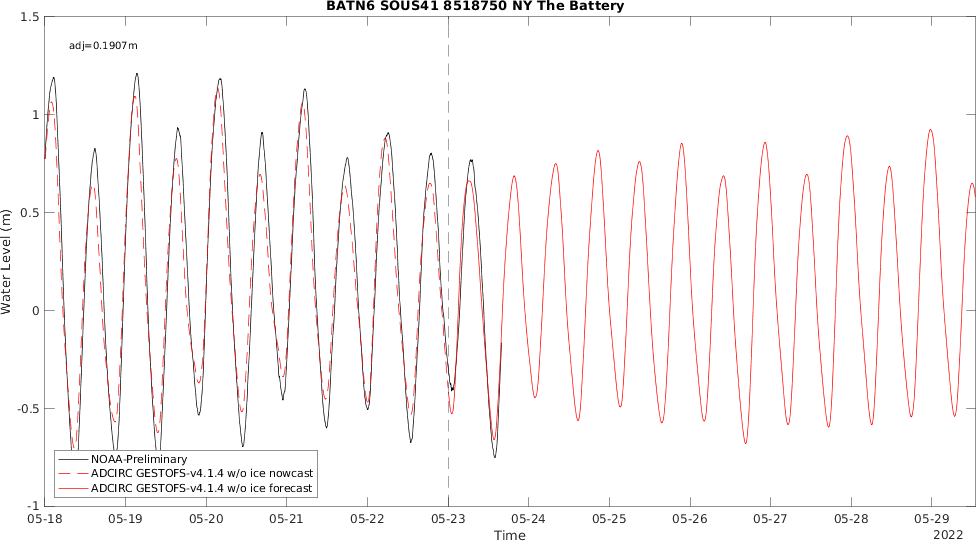 BATN6 SOUS41 8518750 NY The Battery
adj=0.1907m
1.5
1
0.5
0
-0.5
-1
Water Level (m)
NOAA-Preliminary
ADCIRC GESTOFS-v4.1.4 w/o ice nowcast
ADCIRC GESTOFS-v4.1.4 w/o ice forecast
05-18 05-19 05-20 05-21 05-22 05-23 05-24 05-25 05-26 05-27 05-28 05-29
Time
2022